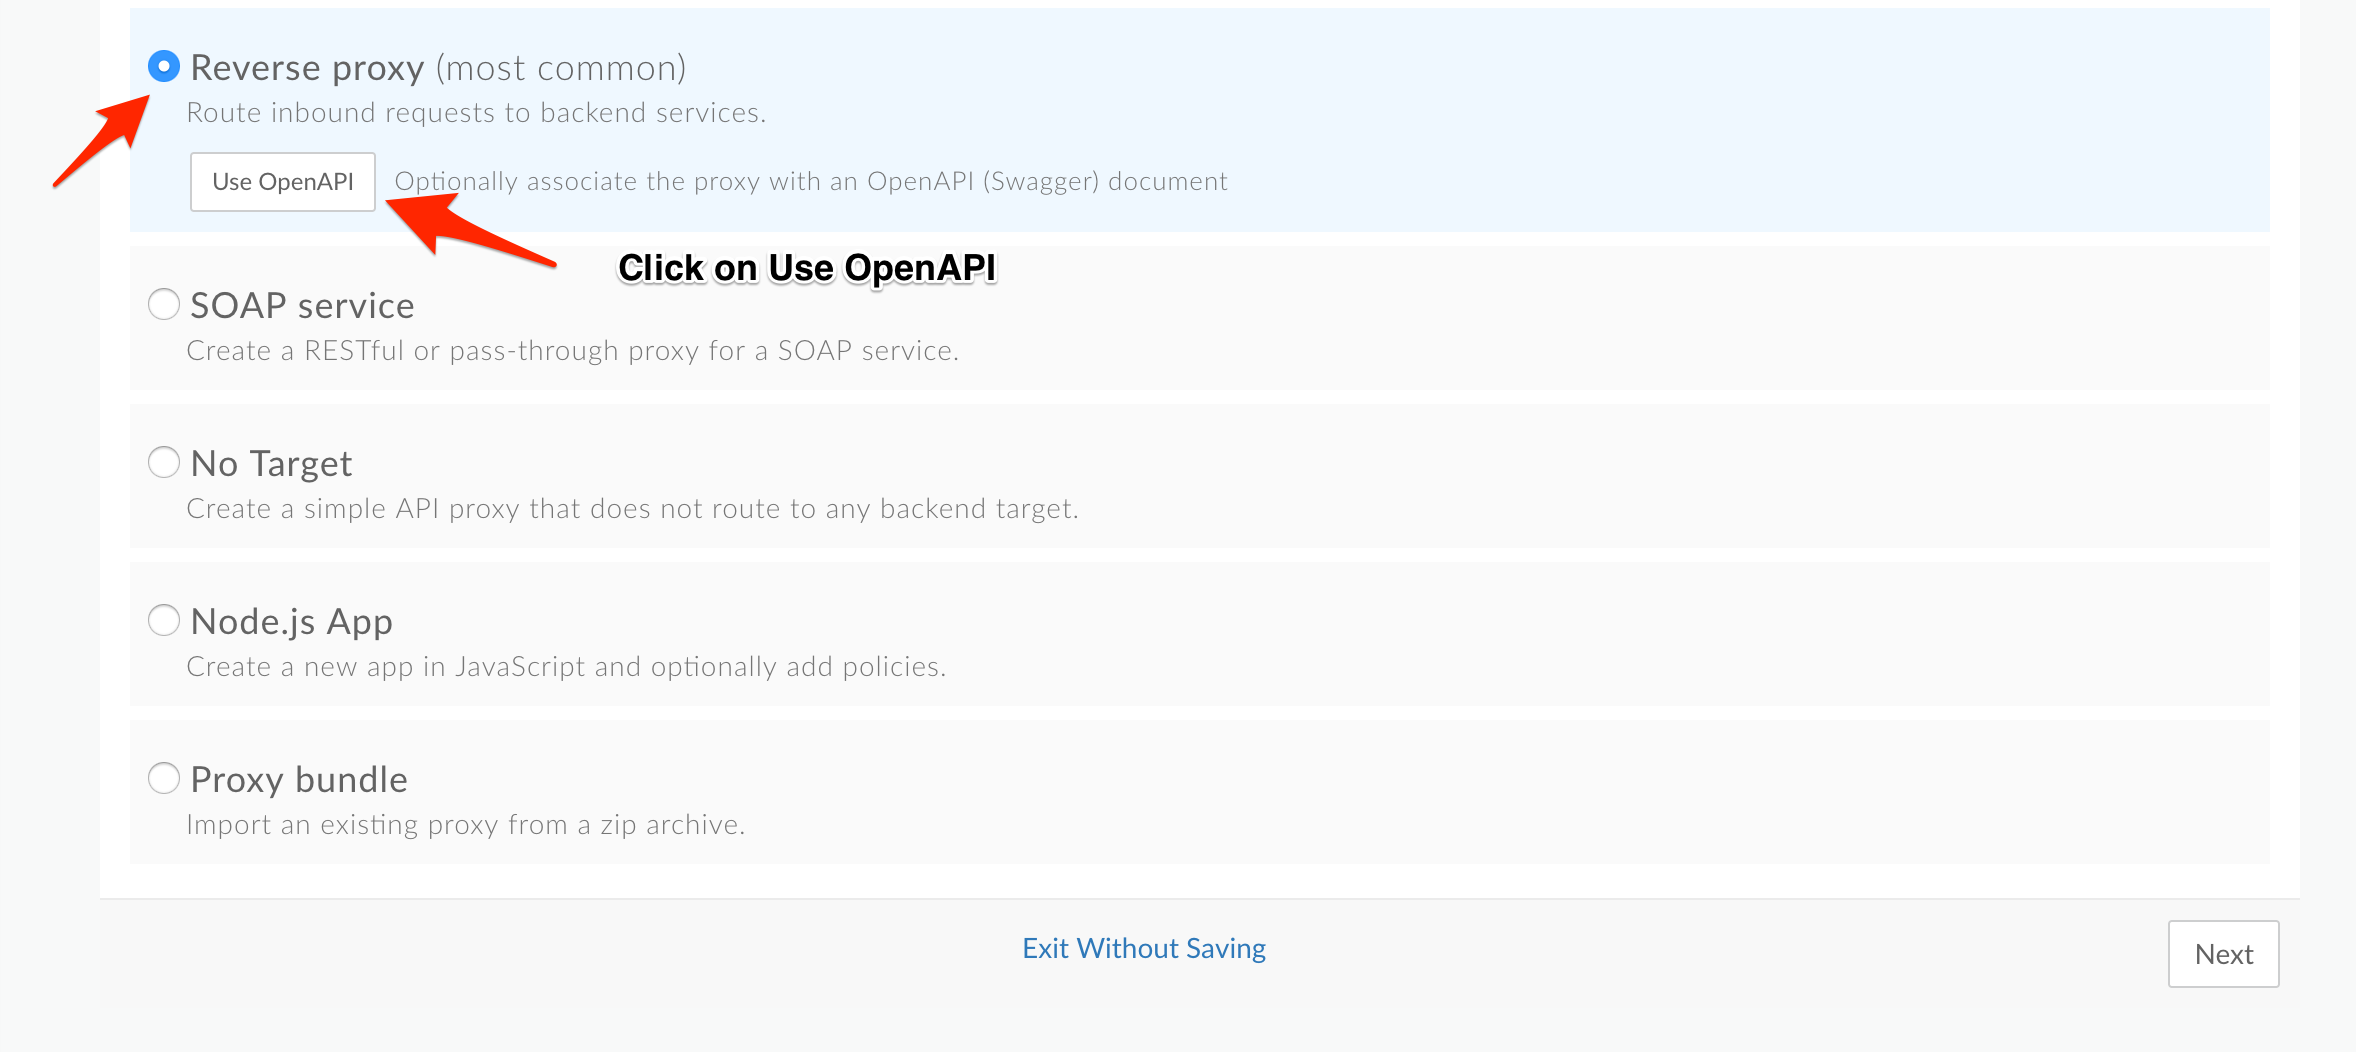 Reverse proxy (most common)
Route inbound requests to backend services.
Use OpenAPI Optionally associate the proxy with an OpenAPI (Swagger) document
Click on Use OpenAPI
SOAP service
Create a RESTful or pass-through proxy for a SOAP service.
No Target
Create a simple API proxy that does not route to any backend target.
Node.js App
Create a new app in JavaScript and optionally add policies.
Proxy bundle
Import an existing proxy from a zip archive.
Exit Without Saving
Next